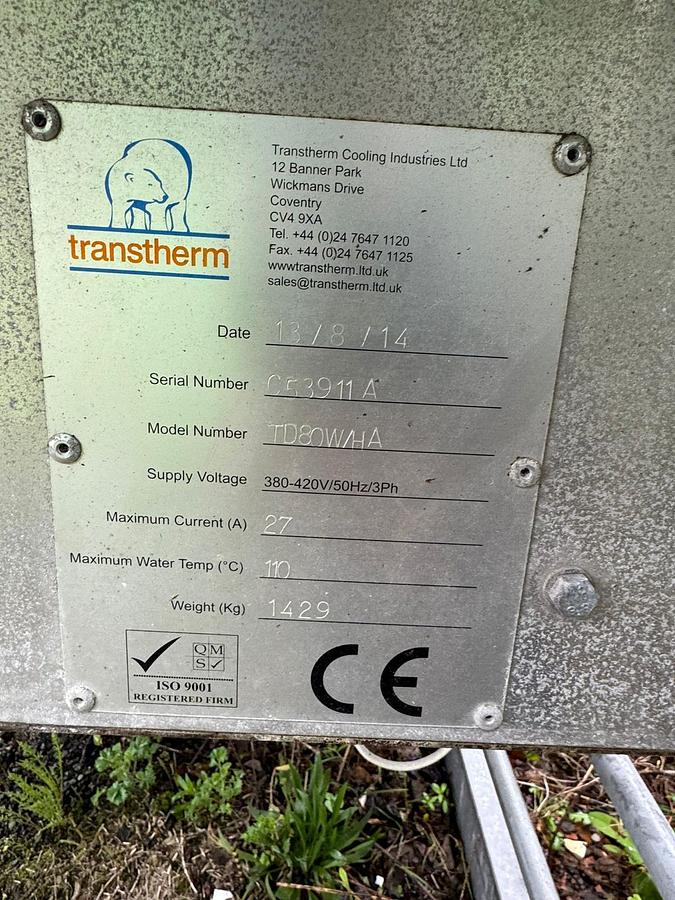 transtherm
Transtherm Cooling Industries Ltd
12 Banner Park
Wickmans Drive
Coventry
CV4 9XA
Tel. +44 (0)24 7647 1120
Fax. +44 (0)24 7647 1125
wwwtranstherm.ltd.uk
sales@transtherm.ltd.uk
Date 13/8/14
Serial Number C53911A
Model Number TD80W/HA
Supply Voltage 380-420V/50Hz/3Ph
Maximum Current (A) 27
Maximum Water Temp (°C) 110
Weight (Kg) 1429
QM
S✓
ISO 9001
REGISTERED FIRM
CE